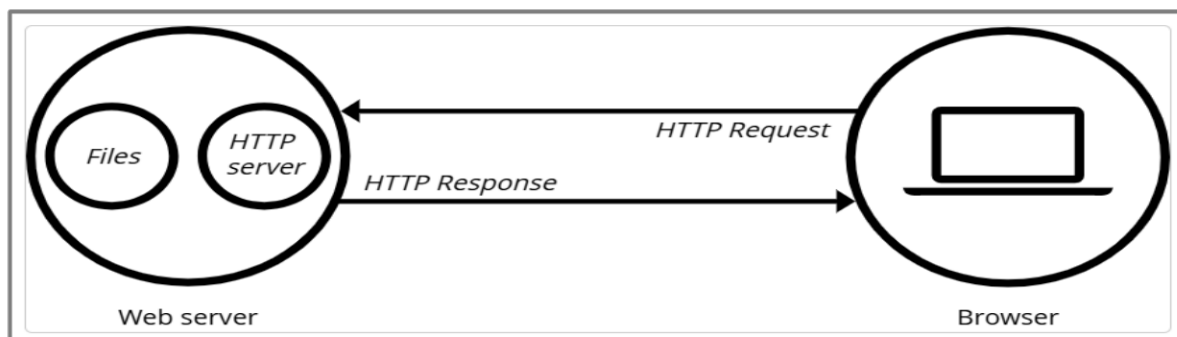 Files
HTTP
server
HTTP Request
HTTP Response
Web server
Browser